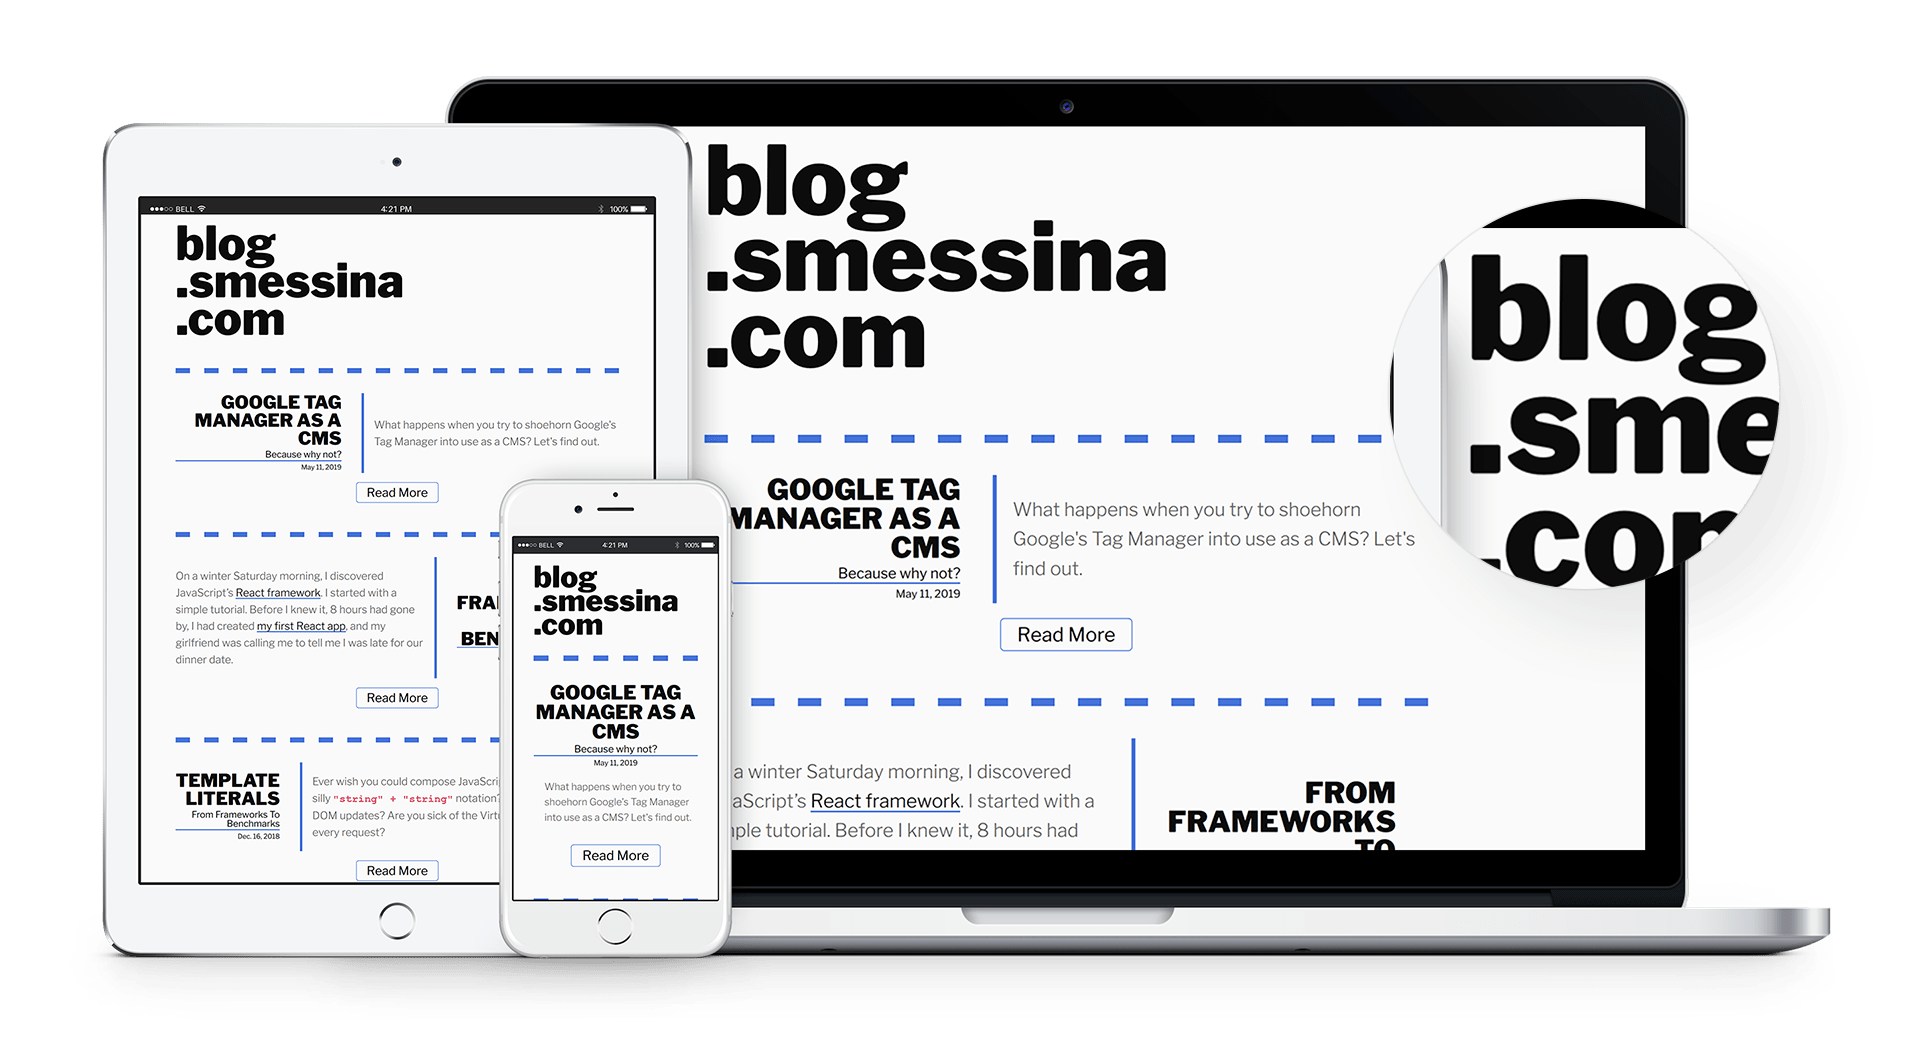 BELL
4:21 PM
100%
blog
.smessina
.com
GOOGLE TAG
MANAGER AS A
CMS
Because why not?
May 11, 2019
What happens when you try to shoehorn Google's
Tag Manager into use as a CMS? Let's find out.
Read More
On a winter Saturday morning, I discovered
JavaScript's React framework. I started with a
simple tutorial. Before I knew it, 8 hours had gone
by, I had created my first React app, and my
girlfriend was calling me to tell me I was late for our
dinner date.
FRA
BEN
Read More
TEMPLATE
LITERALS
From Frameworks To
Benchmarks
Dec. 16, 2018
Ever wish you could compose JavaScri
silly "string" + "string" notation?
DOM updates? Are you sick of the Virtu
every request?
Read More
BELL
4:21 PM
100%
blog
.smessina
.com
GOOGLE TAG
MANAGER AS A
CMS
Because why not?
May 11, 2019
What happens when you try to
shoehorn Google's Tag Manager
into use as a CMS? Let's find out.
Read More
blog
.smessina
.com
GOOGLE TAG
MANAGER AS A
CMS
Because why not?
May 11, 2019
What happens when you try to shoehorn
Google's Tag Manager into use as a CMS? Let's
find out.
Read More
a winter Saturday morning, I discovered
aScript's React framework. I started with a
ple tutorial. Before I knew it, 8 hours had
FROM
FRAMEWORKS
TO
blog
.sme
.com